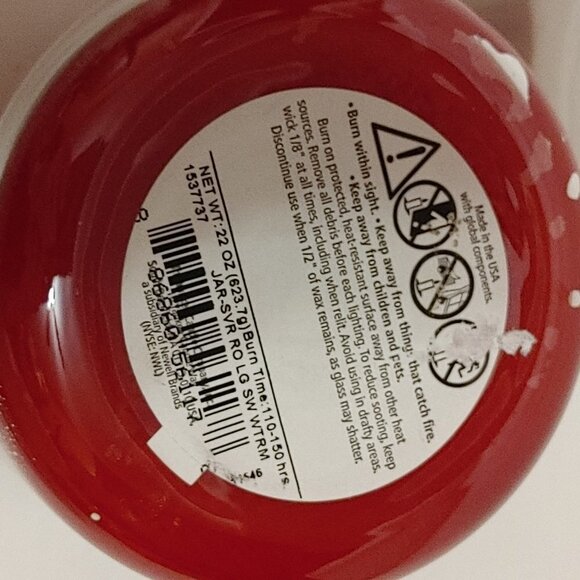 Made in the USA
with global components.
• Burn within sight. • Keep away from things that catch fire.
• Keep away from children and pets.
Burn on protected, heat-resistant surface away from other heat
sources. Remove all debris before each lighting. To reduce sooting, keep
wick 1/8" at all times, including when relit. Avoid using in drafty areas.
Discontinue use when 1/2" of wax remains, as glass may shatter.
NET WT: 22 OZ (623.7g) Burn Time: 110-150 hrs.
1537737 JAR-SVR RO LG SW WTRM
a subsidiary of Newell Brands
(NYSE:NWL)